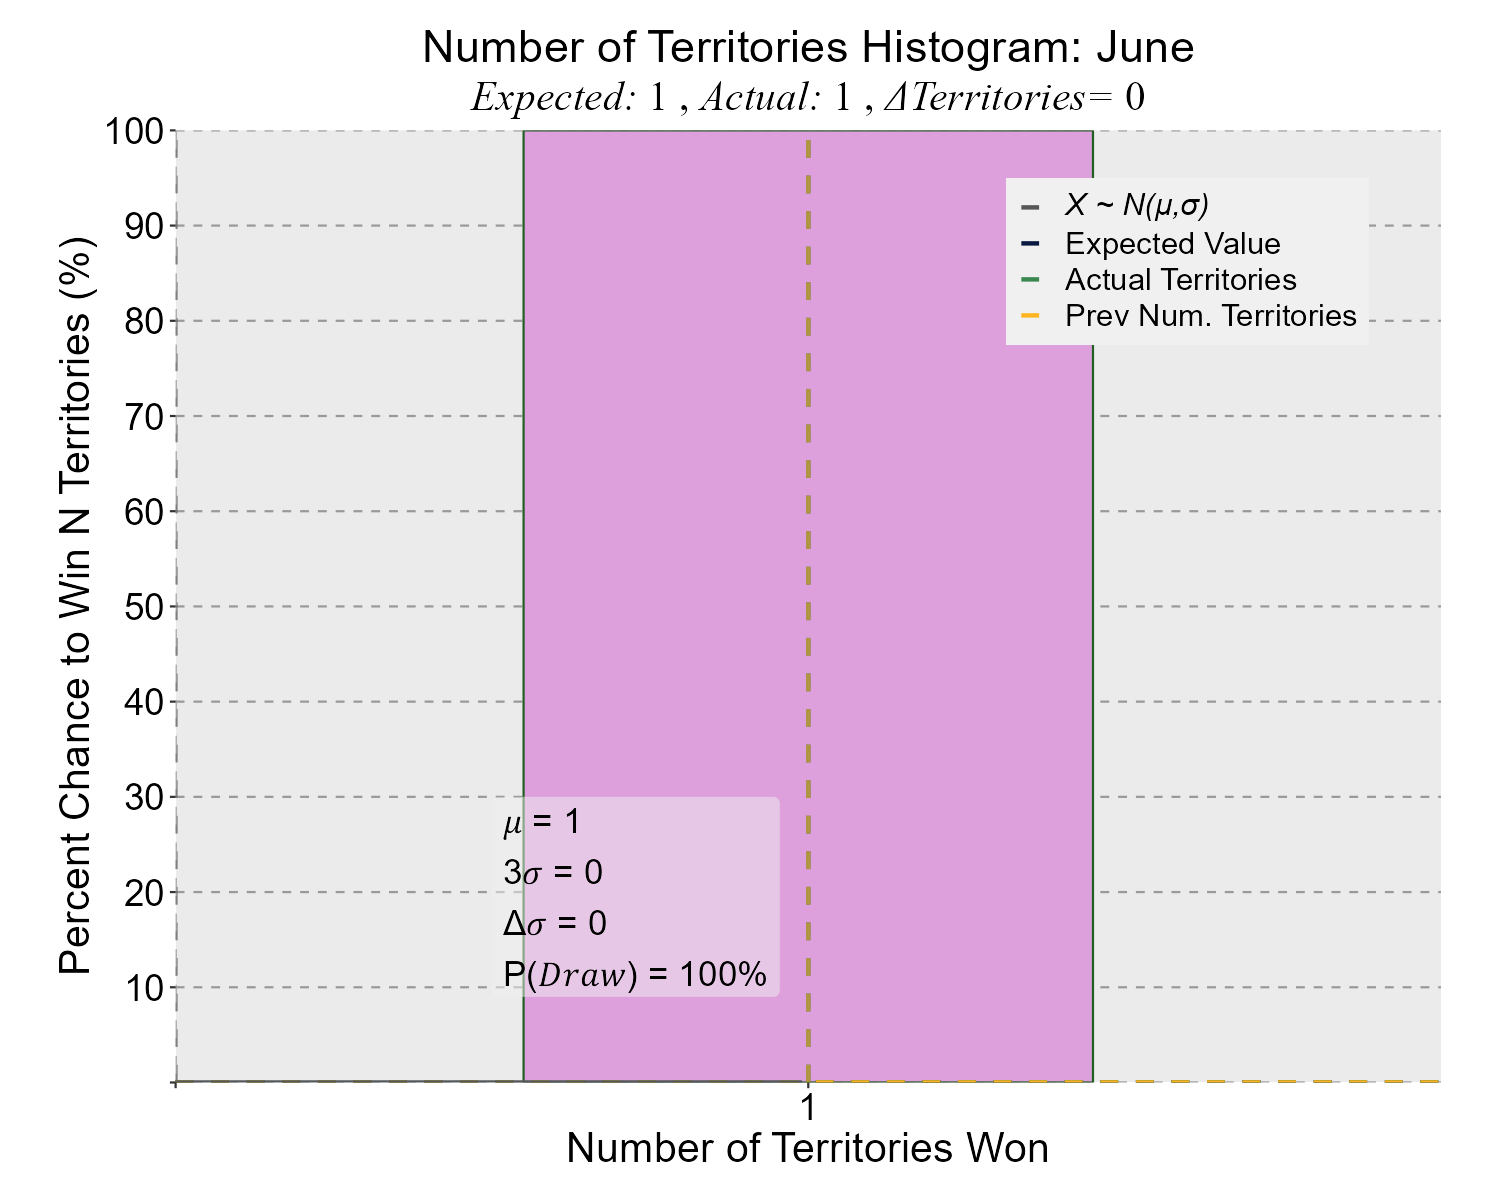 Number of Territories Histogram: June
Expected: 1 , Actual: 1 , ΔTerritories= 0
Percent Chance to Win N Territories (%)
100
90
80
70
60
50
40
30
20
10
X ~ N(μ,σ)
Expected Value
Actual Territories
Prev Num. Territories
μ = 1
3σ = 0
Δσ = 0
P(Draw) = 100%
1
Number of Territories Won